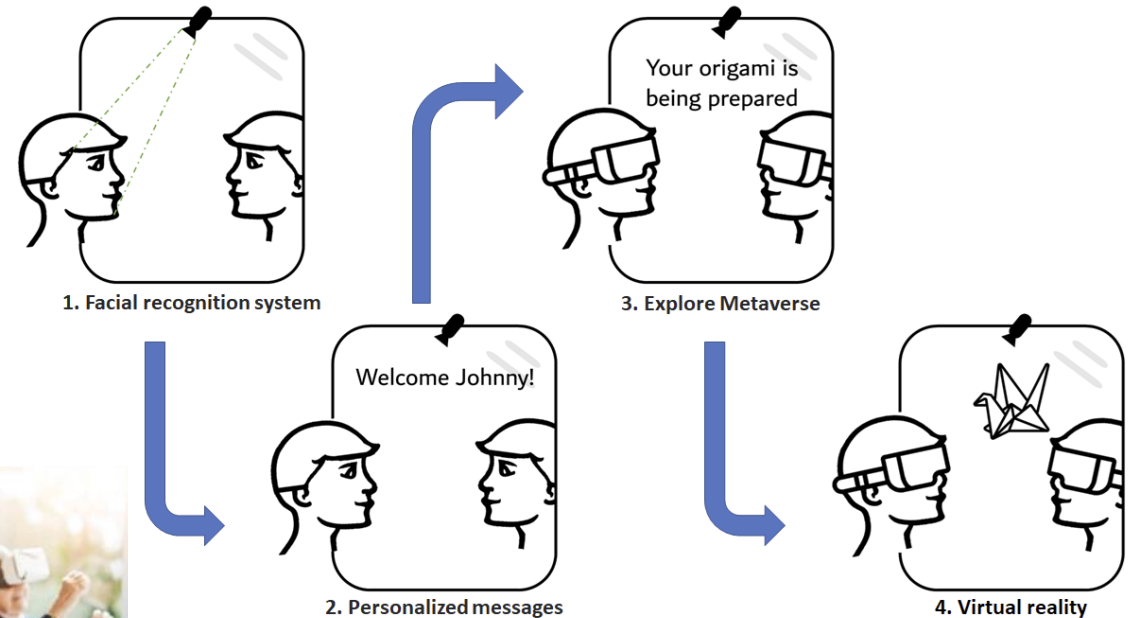 1. Facial recognition system
Welcome Johnny!
2. Personalized messages
Your origami is
being prepared
3. Explore Metaverse
4. Virtual reality